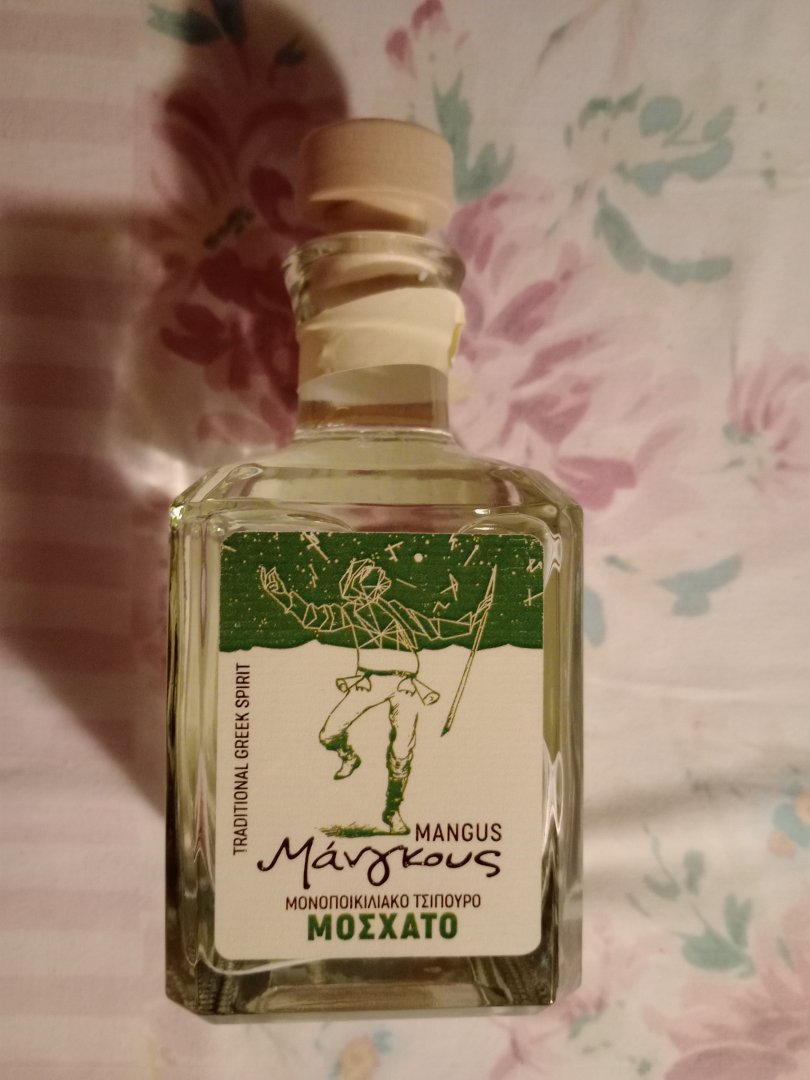 TRADITIONAL GREEK SPIRIT
MANGUS
Μάνγκους
ΜΟΝΟΠΟΙΚΙΛΙΑΚΟ ΤΣΙΠΟΥΡΟ
ΜΟΣΧΑΤΟ